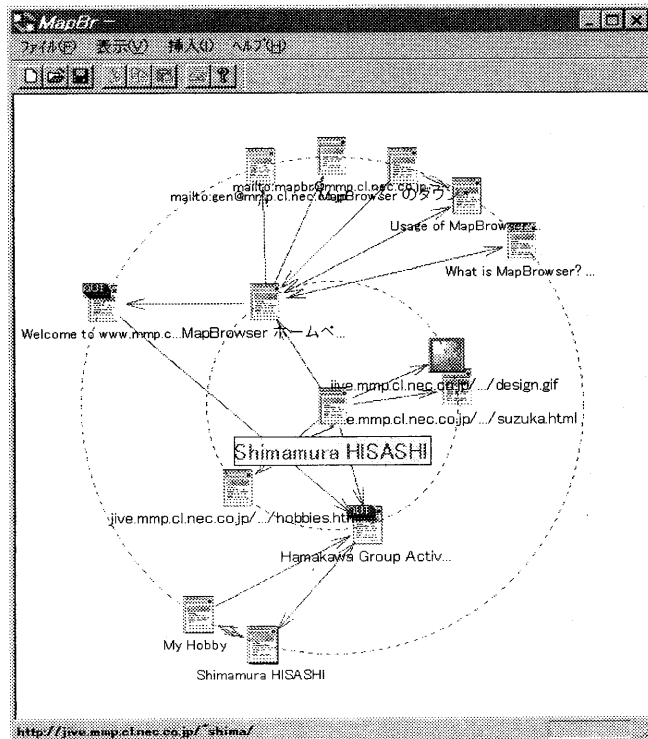 MapBr –
ファイル(F) 表示(V) 挿入(I) ヘルプ(H)
mailto:mapbr@mmp.cl.nec.co.jp
mailto:gen@mmp.cl.nec. MapBrowser のダウ
Usage of MapBrowser...
What is MapBrowser? ...
OUT
Welcome to www.mmp.c... MapBrowser ホームペ...
jive.mmp.cl.nec.co.jp/.../design.gif
e.mmp.cl.nec.co.jp/.../suzuka.html
Shimamura HISASHI
jive.mmp.cl.nec.co.jp/.../hobbies.ht
OUT
Hamakawa Group Activ...
My Hobby
Shimamura HISASHI
http://jive.mmp.cl.nec.co.jp/~shima/